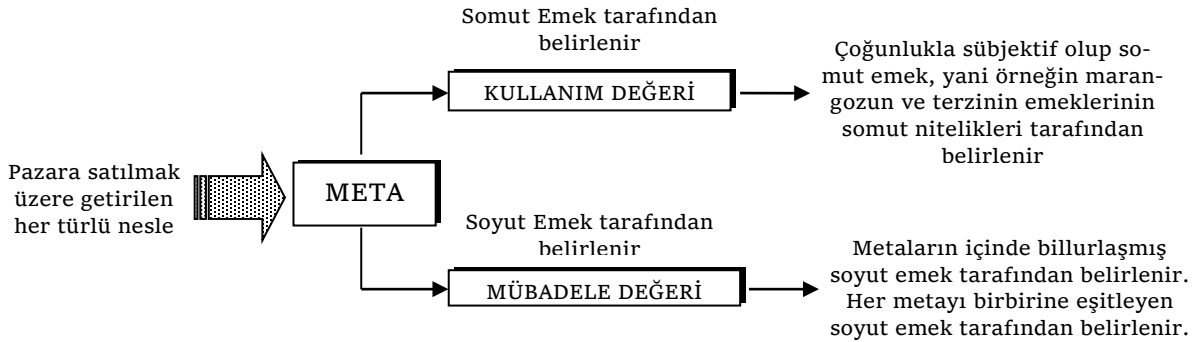 Somut Emek tarafından
belirlenir
KULLANIM DEĞERİ
Çoğunlukla sübjektif olup so-
mut emek, yani örneğin maran-
gozun ve terzinin emeklerinin
somut nitelikleri tarafından
belirlenir
Pazara satılmak
üzere getirilen
her türlü nesle
META
Soyut Emek tarafından
belirlenir
MÜBADELE DEĞERİ
Metaların içinde billurlaşmış
soyut emek tarafından belirlenir.
Her metayı birbirine eşitleyen
soyut emek tarafından belirlenir.